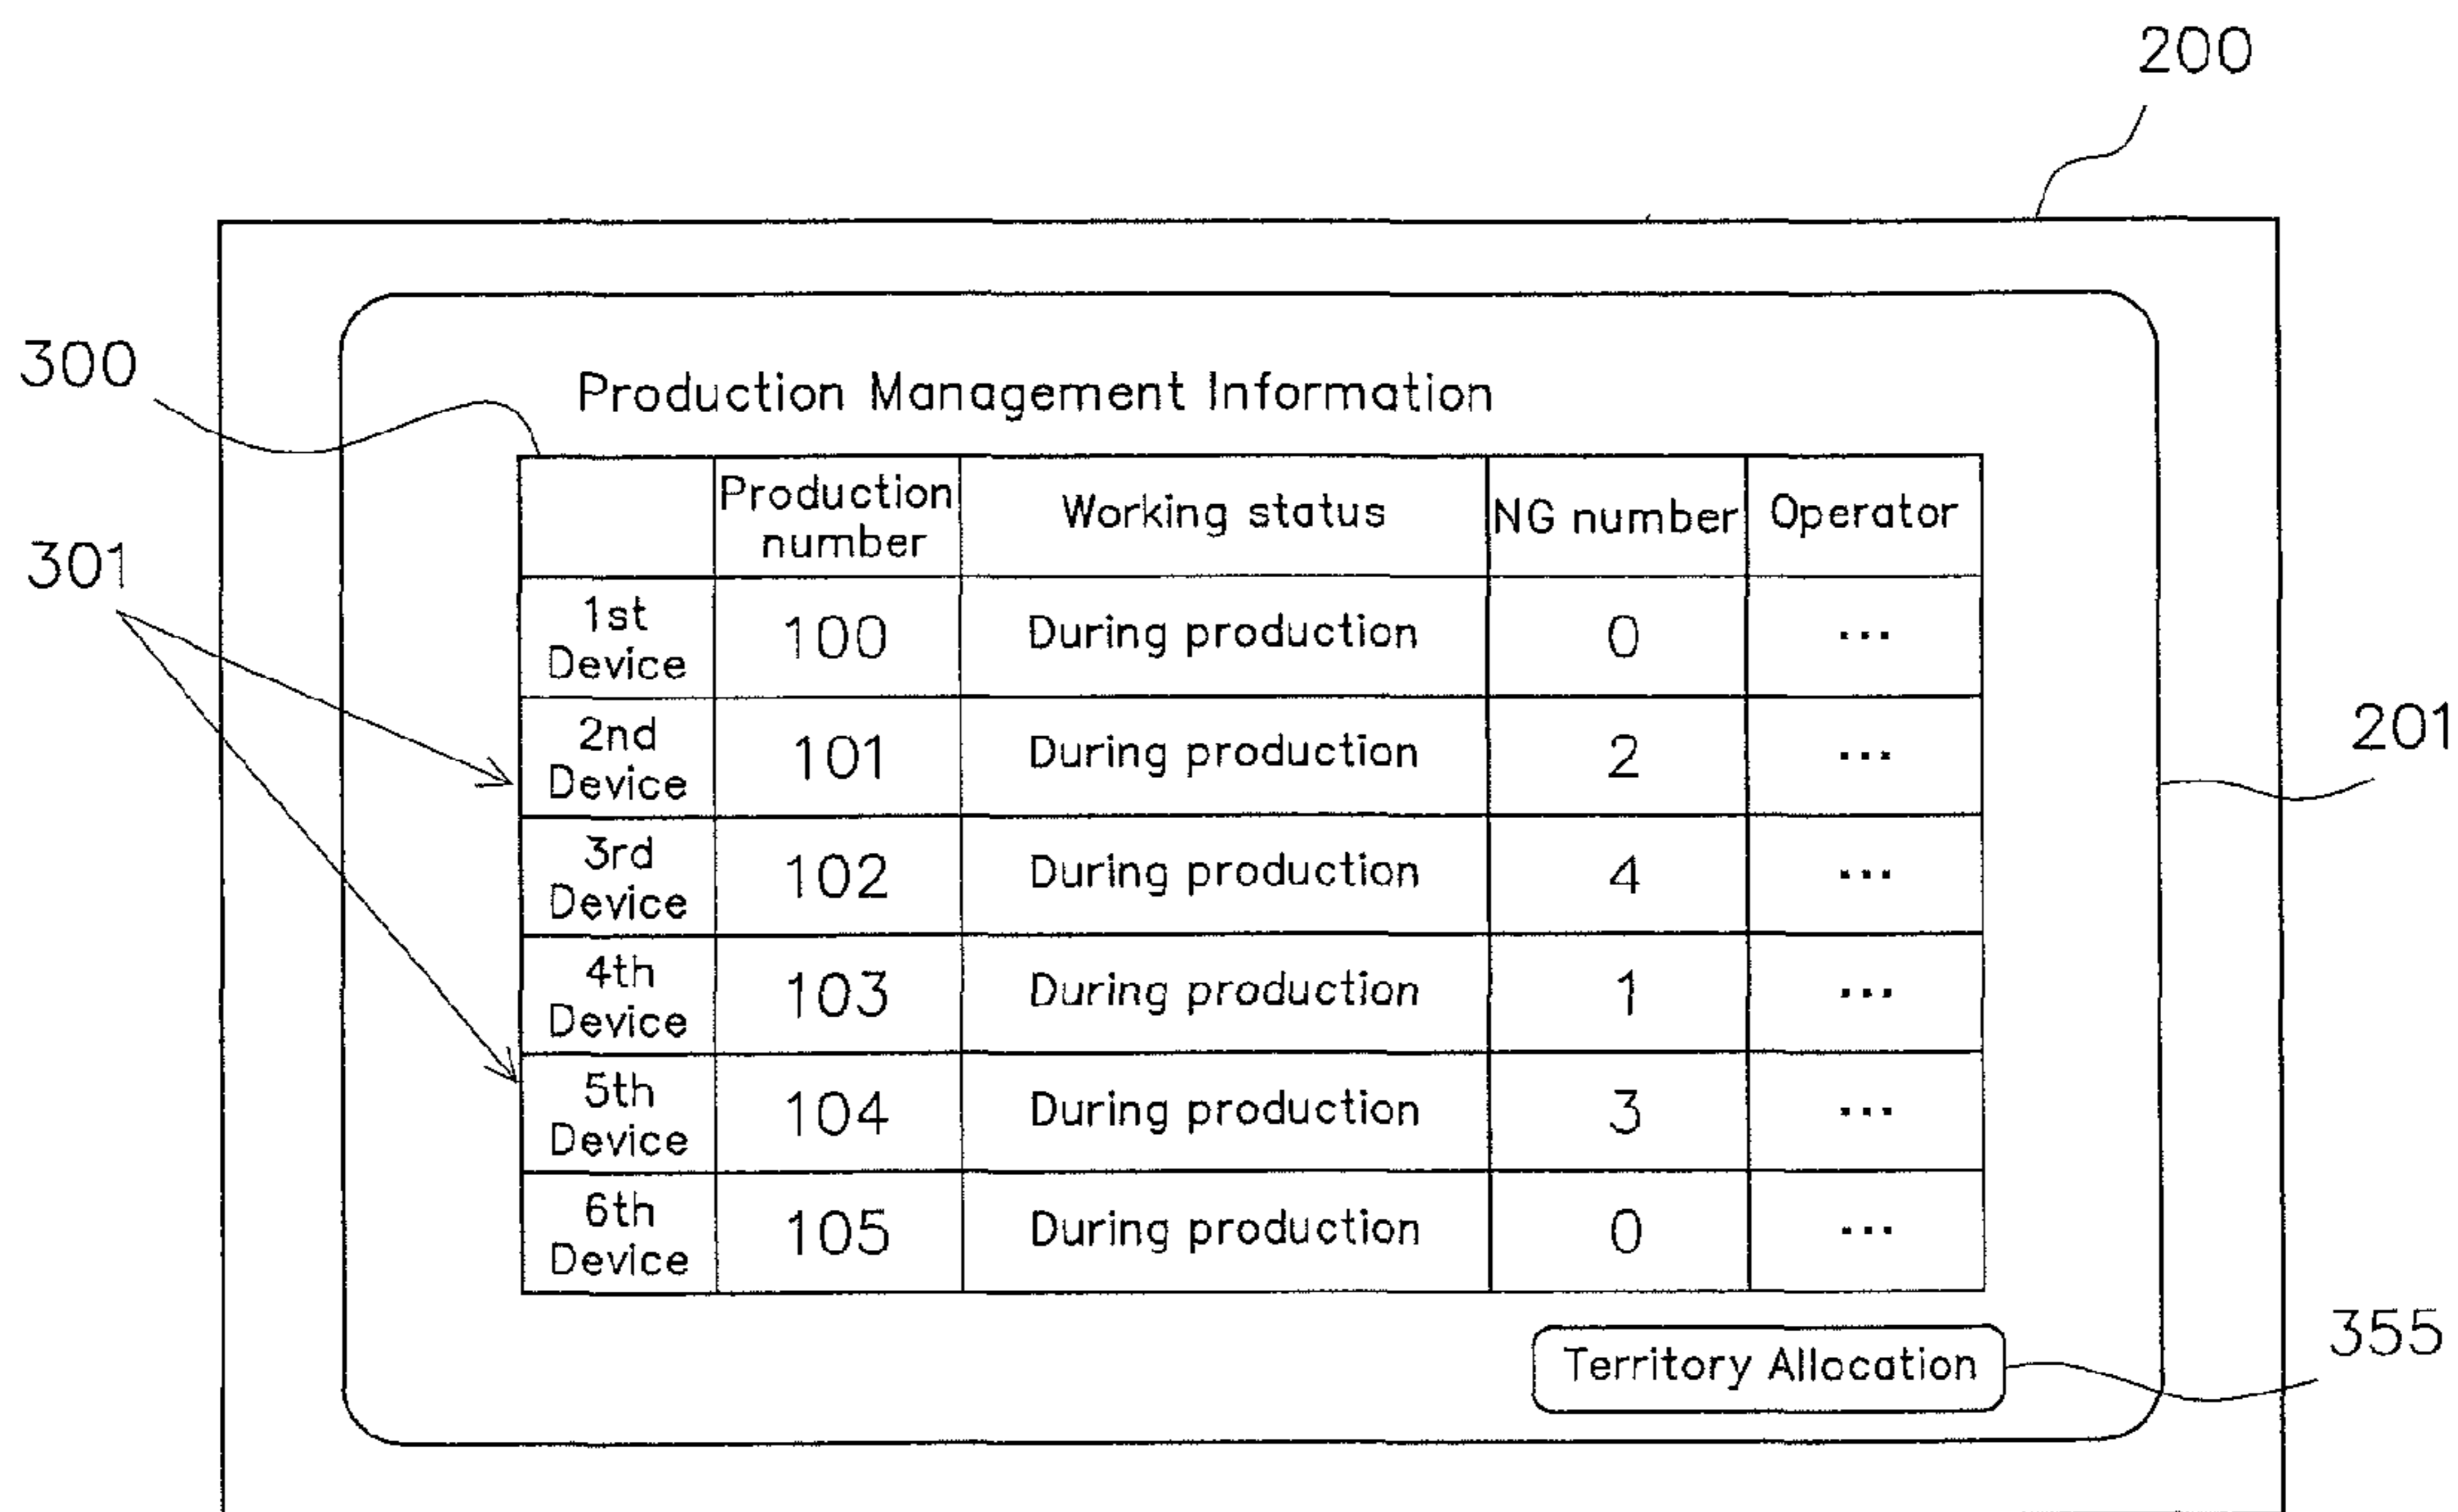 200
300
Production Management Information
301
Production
number
Working status
NG number
Operator
1st
Device
100
During production
0
...
2nd
Device
101
During production
2
...
201
3rd
Device
102
During production
4
...
4th
Device
103
During production
1
...
5th
Device
104
During production
3
...
6th
Device
105
During production
0
...
Territory Allocation
355